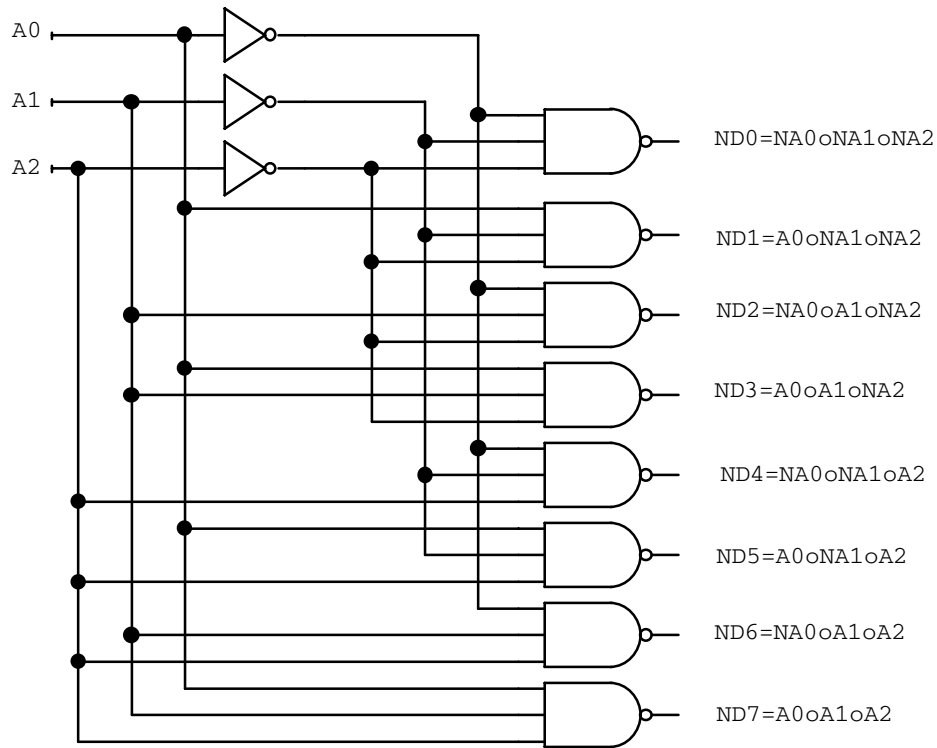 A0
A1
A2
ND0=NA0oNA1oNA2
ND1=A0oNA1oNA2
ND2=NA0oA1oNA2
ND3=A0oA1oNA2
ND4=NA0oNA1oA2
ND5=A0oNA1oA2
ND6=NA0oA1oA2
ND7=A0oA1oA2